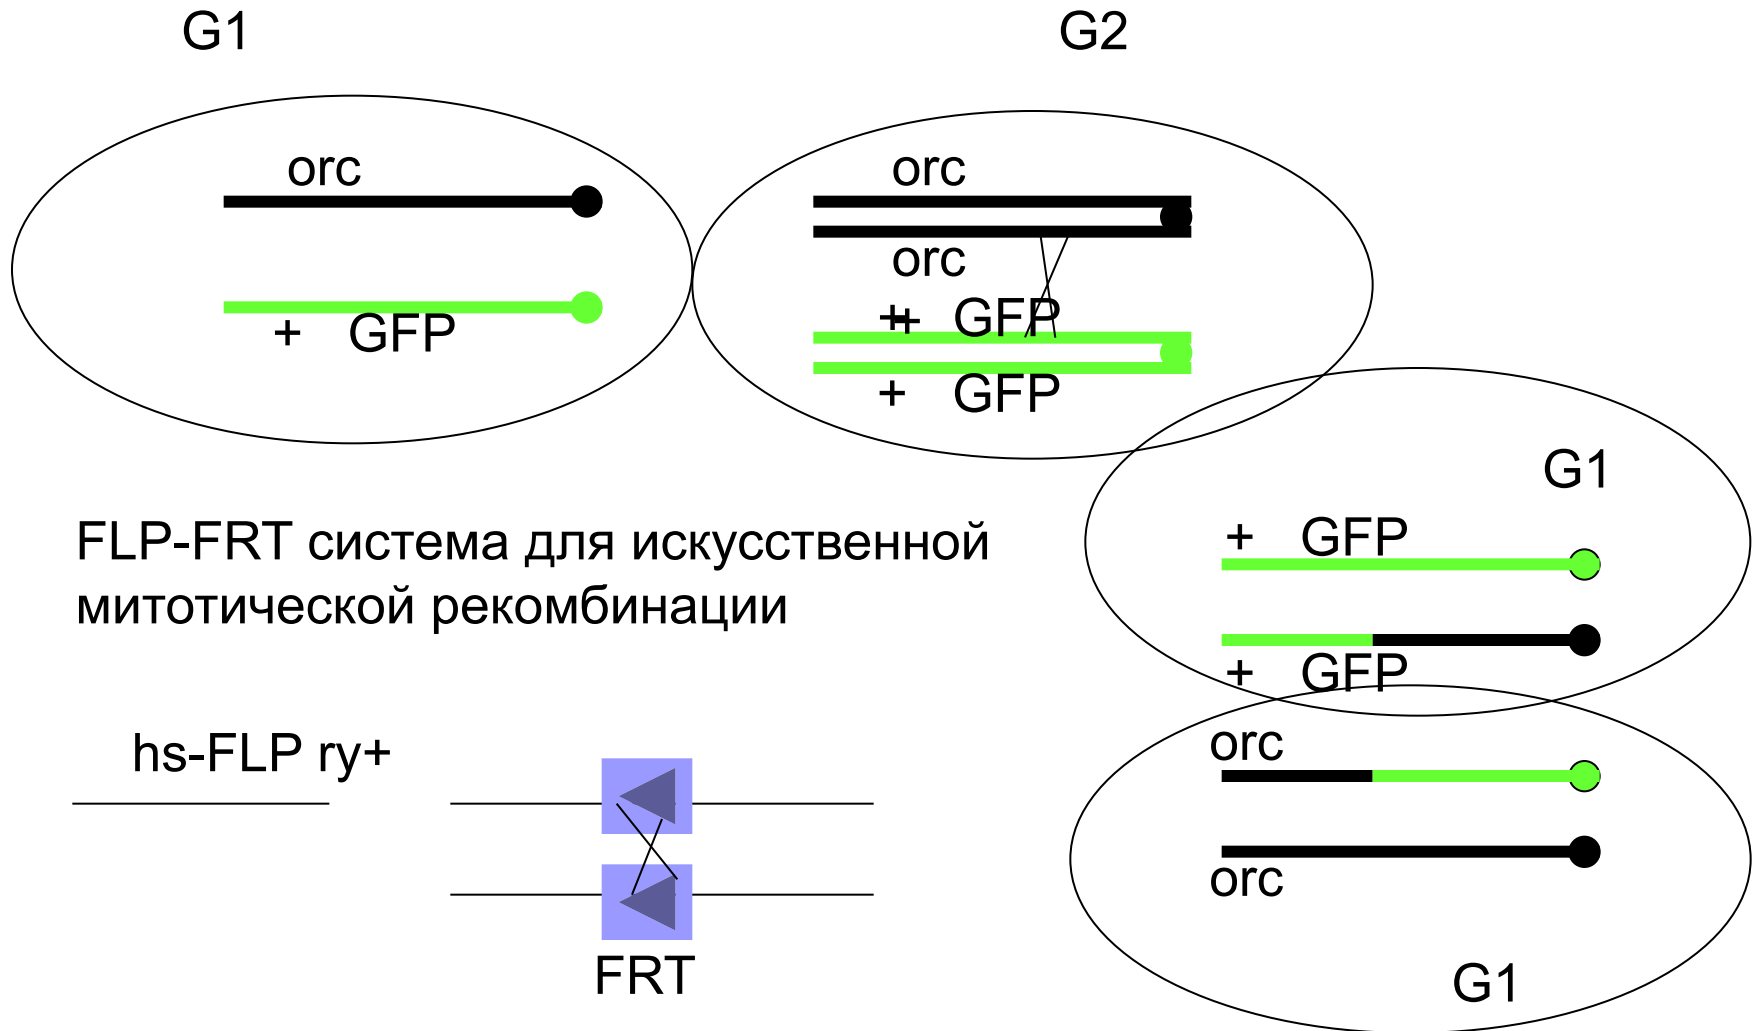 G1
G2
orc
+ GFP
orc
orc
++ GFP
+ GFP
G1
+ GFP
+ GFP
FLP-FRT система для искусственной
митотической рекомбинации
hs-FLP ry+
FRT
orc
orc
G1